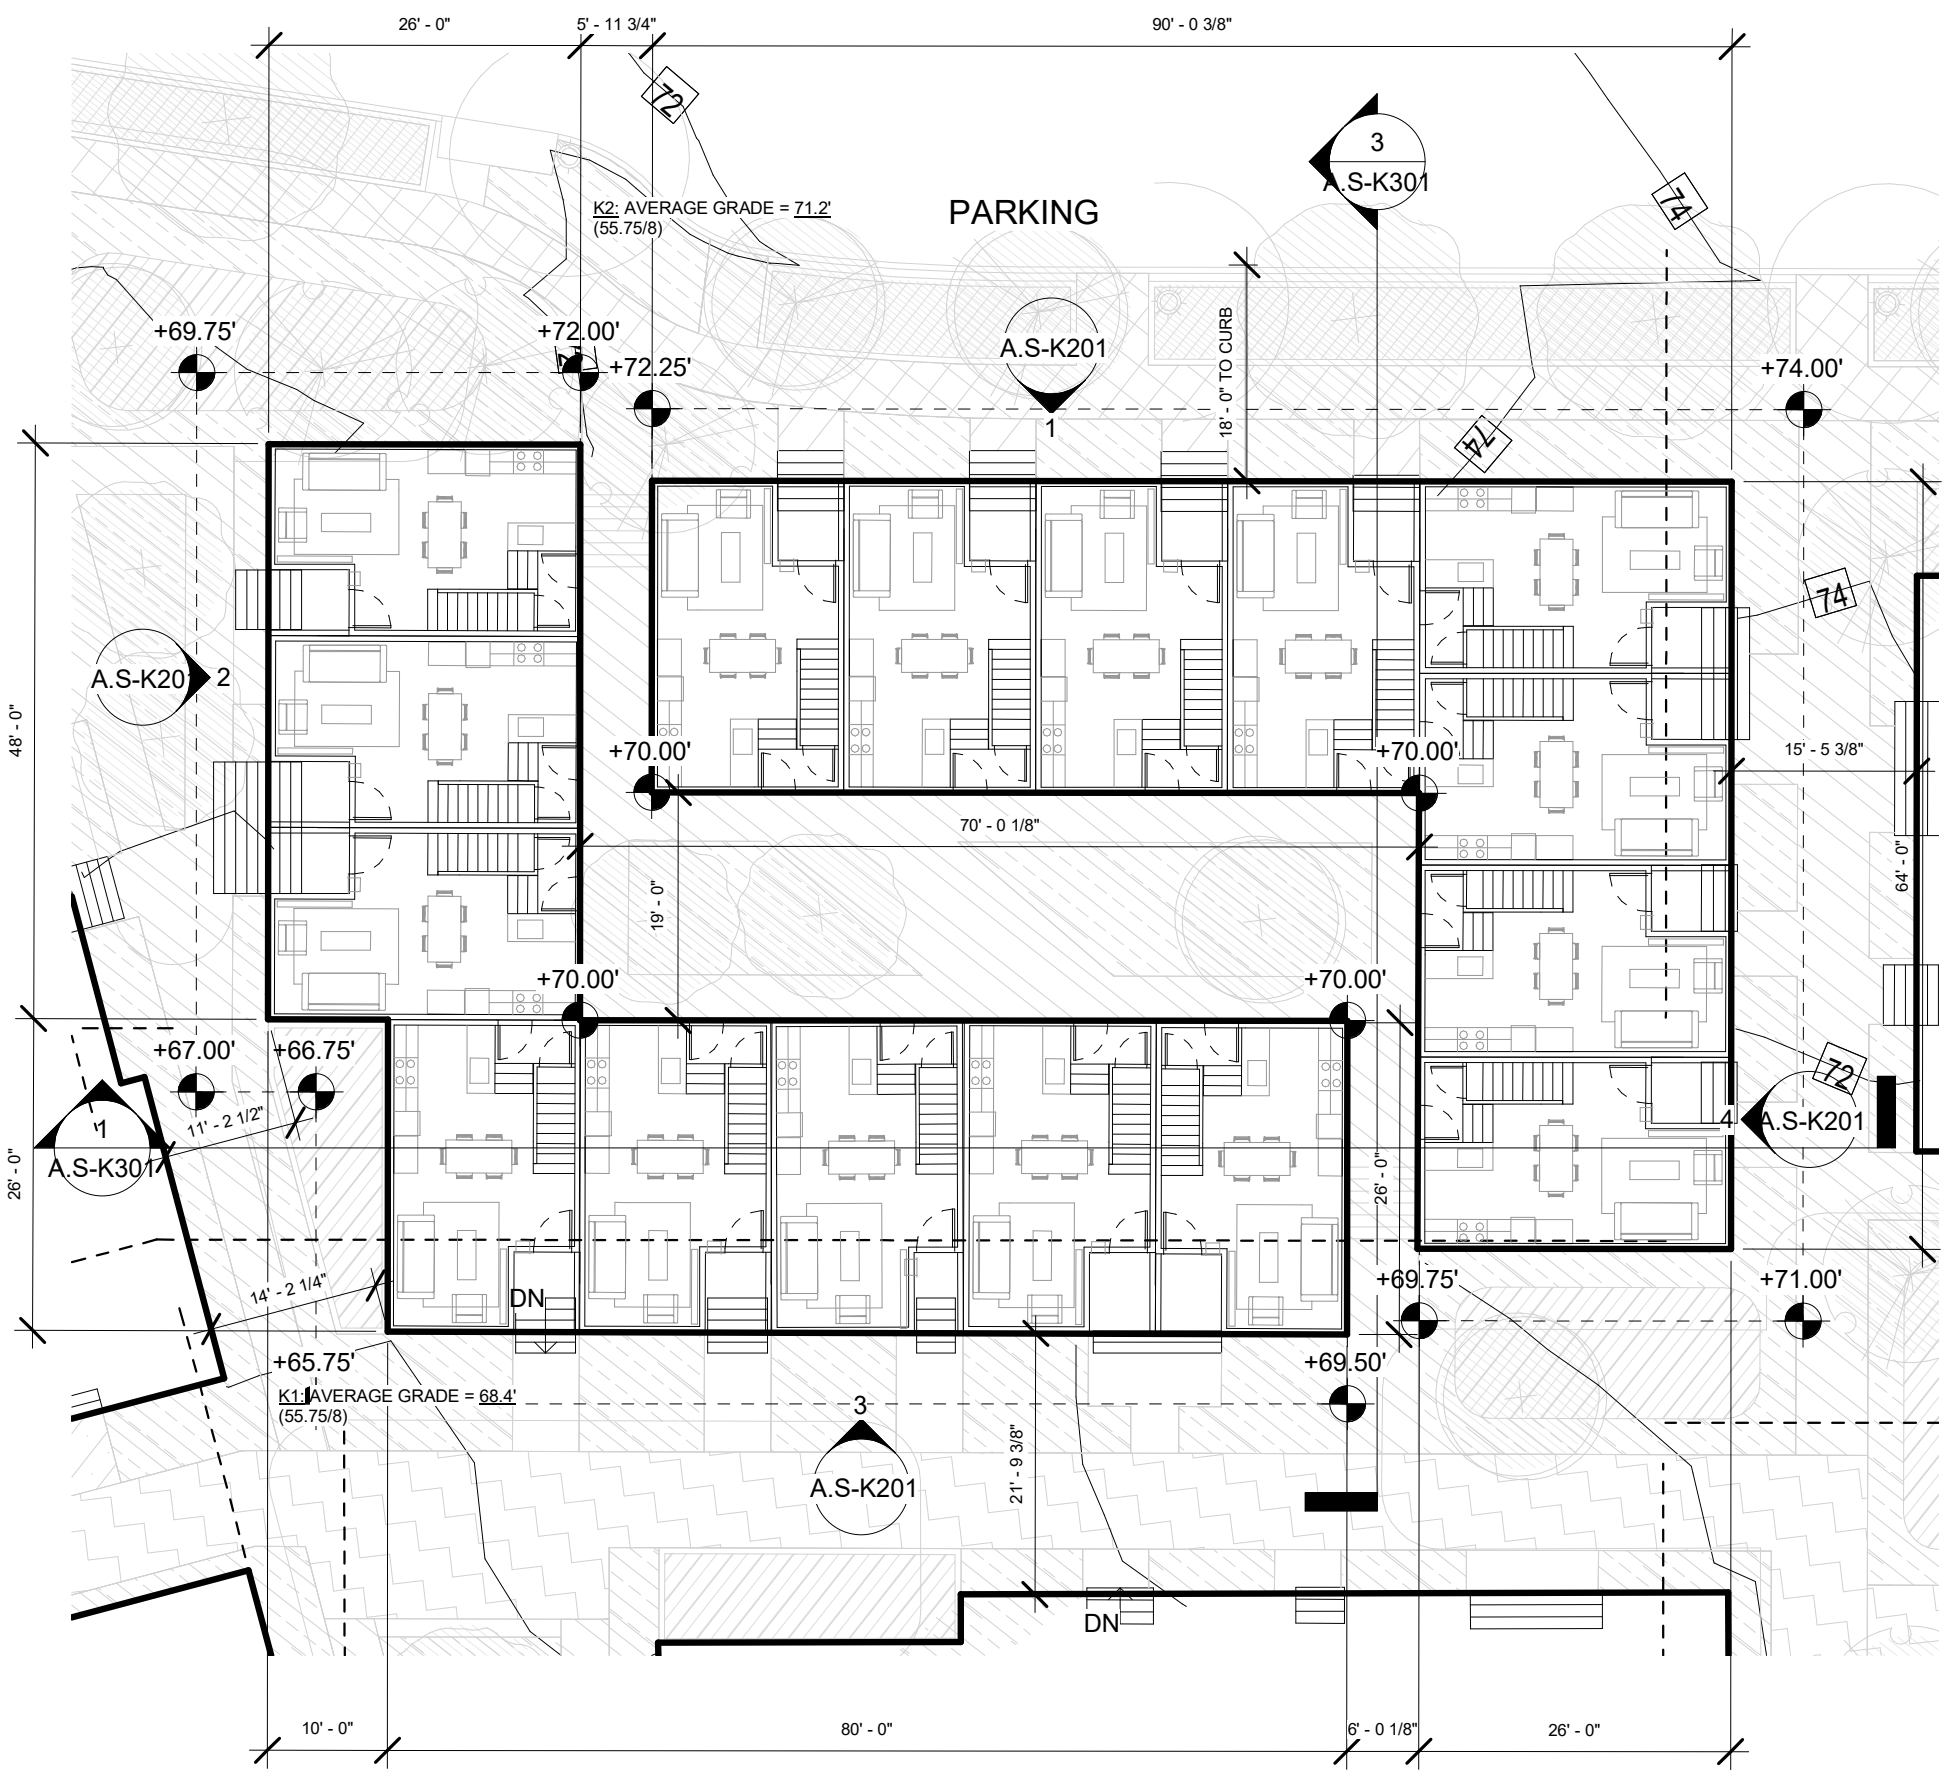 26' - 0"
5' - 11 3/4"
90' - 0 3/8"
72
3
A.S-K301
74
K2: AVERAGE GRADE = 71.2'
(55.75/8)
PARKING
+69.75'
+72.00'
+72.25'
A.S-K201
1
18' - 0" TO CURB
+74.00'
74
74
A.S-K201
2
48' - 0"
+70.00'
+70.00'
15' - 5 3/8"
70' - 0 1/8"
19' - 0"
64' - 0"
+70.00'
+70.00'
+67.00'
+66.75'
72
1
A.S-K301
11' - 2 1/2"
4
A.S-K201
26' - 0"
26' - 0"
14' - 2 1/4"
DN
+69.75'
+71.00'
+65.75'
+69.50'
K1: AVERAGE GRADE = 68.4'
(55.75/8)
3
A.S-K201
21' - 9 3/8"
DN
10' - 0"
80' - 0"
6' - 0 1/8"
26' - 0"